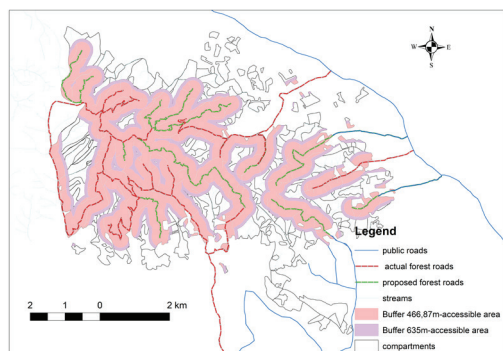 N
W E
S
Legend
public roads
actual forest roads
proposed forest roads
streams
Buffer 466,87m-accessible area
Buffer 635m-accessible area
compartments
2 1 0 2 km